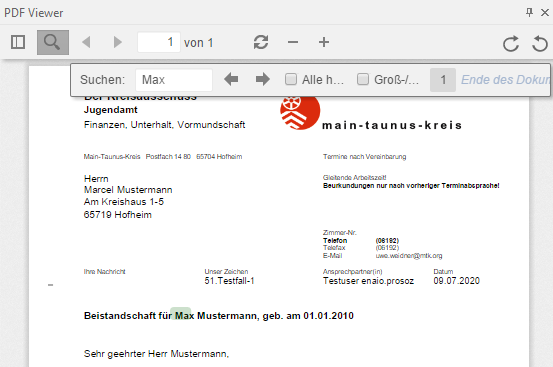 PDF Viewer
1 von 1
Suchen: Max Alle h... Groß-/... 1 Ende des Dokun
Der Kreisausschuss
Jugendamt
Finanzen, Unterhalt, Vormundschaft
main-taunus-kreis
Main-Taunus-Kreis Postfach 14 80 65704 Hofheim
Termine nach Vereinbarung
Herrn
Marcel Mustermann
Am Kreishaus 1-5
65719 Hofheim
Gleitende Arbeitszeit!
Beurkundungen nur nach vorheriger Terminabsprache!
Zimmer-Nr.
Telefon (06192)
Telefax (06192)
E-Mail uwe.weidner@mtk.org
Ihre Nachricht Unser Zeichen Ansprechpartner(in) Datum
51.Testfall-1 Testuser enaio.prosoz 09.07.2020
Beistandschaft für Max Mustermann, geb. am 01.01.2010
Sehr geehrter Herr Mustermann,